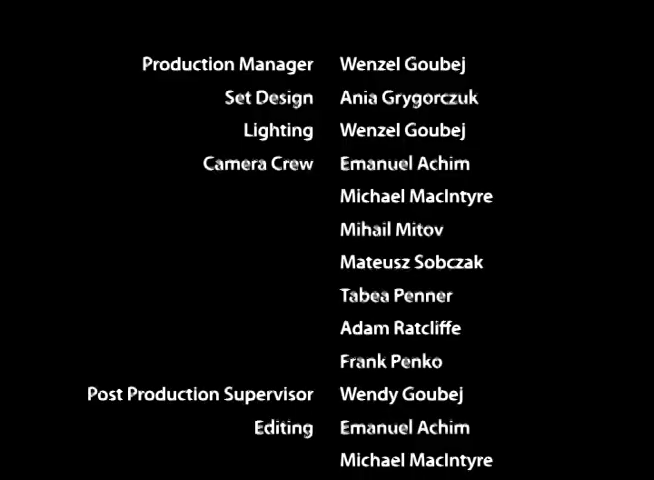 Production Manager Wenzel Goubej
Set Design Ania Grygorczuk
Lighting Wenzel Goubej
Camera Crew Emanuel Achim
Michael MacIntyre
Mihail Mitov
Mateusz Sobczak
Tabea Penner
Adam Ratcliffe
Frank Penko
Post Production Supervisor Wendy Goubej
Editing Emanuel Achim
Michael MacIntyre